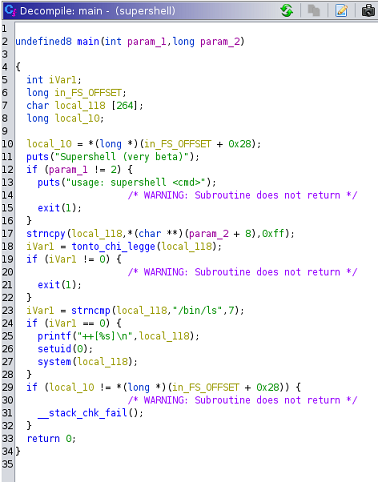 Decompile: main - (supershell)
1
2 undefined8 main(int param_1,long param_2)
3
4 {
5 int iVar1;
6 long in_FS_OFFSET;
7 char local_118 [264];
8 long local_10;
9
10 local_10 = *(long *)(in_FS_OFFSET + 0x28);
11 puts("Supershell (very beta)");
12 if (param_1 != 2) {
13 puts("usage: supershell <cmd>");
14 /* WARNING: Subroutine does not return */
15 exit(1);
16 }
17 strncpy(local_118,*(char **)(param_2 + 8),0xff);
18 iVar1 = tonto_chi_legge(local_118);
19 if (iVar1 != 0) {
20 /* WARNING: Subroutine does not return */
21 exit(1);
22 }
23 iVar1 = strncmp(local_118,"/bin/ls",7);
24 if (iVar1 == 0) {
25 printf("++[%s]\n",local_118);
26 setuid(0);
27 system(local_118);
28 }
29 if (local_10 != *(long *)(in_FS_OFFSET + 0x28)) {
30 /* WARNING: Subroutine does not return */
31 __stack_chk_fail();
32 }
33 return 0;
34 }
35